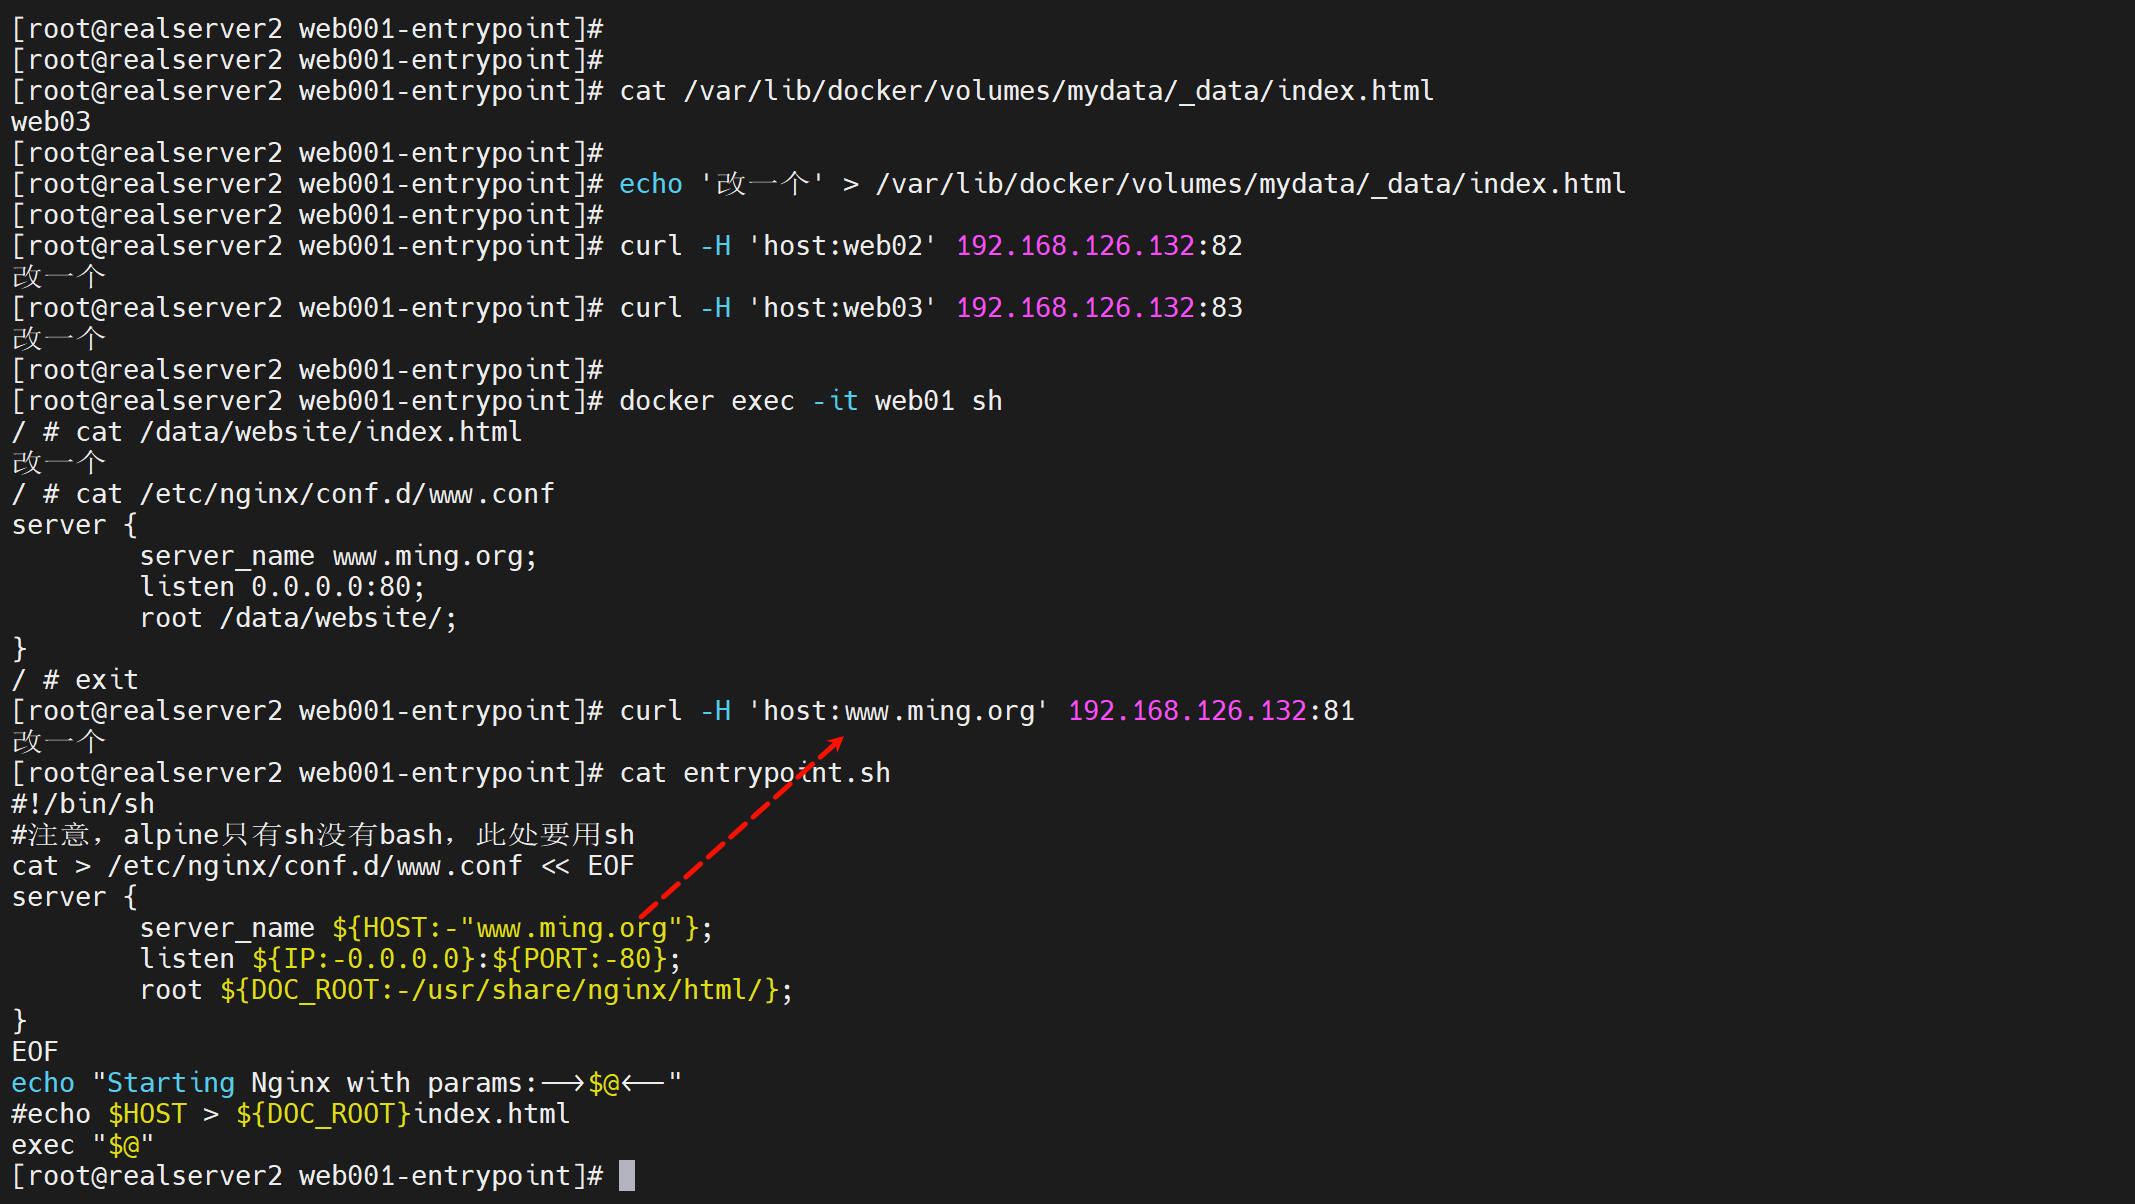 [root@realserver2 web001-entrypoint]#
[root@realserver2 web001-entrypoint]#
[root@realserver2 web001-entrypoint]# cat /var/lib/docker/volumes/mydata/_data/index.html
web03
[root@realserver2 web001-entrypoint]#
[root@realserver2 web001-entrypoint]# echo '改一个' > /var/lib/docker/volumes/mydata/_data/index.html
[root@realserver2 web001-entrypoint]#
[root@realserver2 web001-entrypoint]# curl -H 'host:web02' 192.168.126.132:82
改一个
[root@realserver2 web001-entrypoint]# curl -H 'host:web03' 192.168.126.132:83
改一个
[root@realserver2 web001-entrypoint]#
[root@realserver2 web001-entrypoint]# docker exec -it web01 sh
/ # cat /data/website/index.html
改一个
/ # cat /etc/nginx/conf.d/www.conf
server {
        server_name www.ming.org;
        listen 0.0.0.0:80;
        root /data/website/;
}
/ # exit
[root@realserver2 web001-entrypoint]# curl -H 'host:www.ming.org' 192.168.126.132:81
改一个
[root@realserver2 web001-entrypoint]# cat entrypoint.sh
#!/bin/sh
#注意，alpine只有sh没有bash，此处要用sh
cat > /etc/nginx/conf.d/www.conf << EOF
server {
        server_name ${HOST:-"www.ming.org"};
        listen ${IP:-0.0.0.0}:${PORT:-80};
        root ${DOC_ROOT:-/usr/share/nginx/html/};
}
EOF
echo "Starting Nginx with params:-->$@<--"
#echo $HOST > ${DOC_ROOT}index.html
exec "$@"
[root@realserver2 web001-entrypoint]#